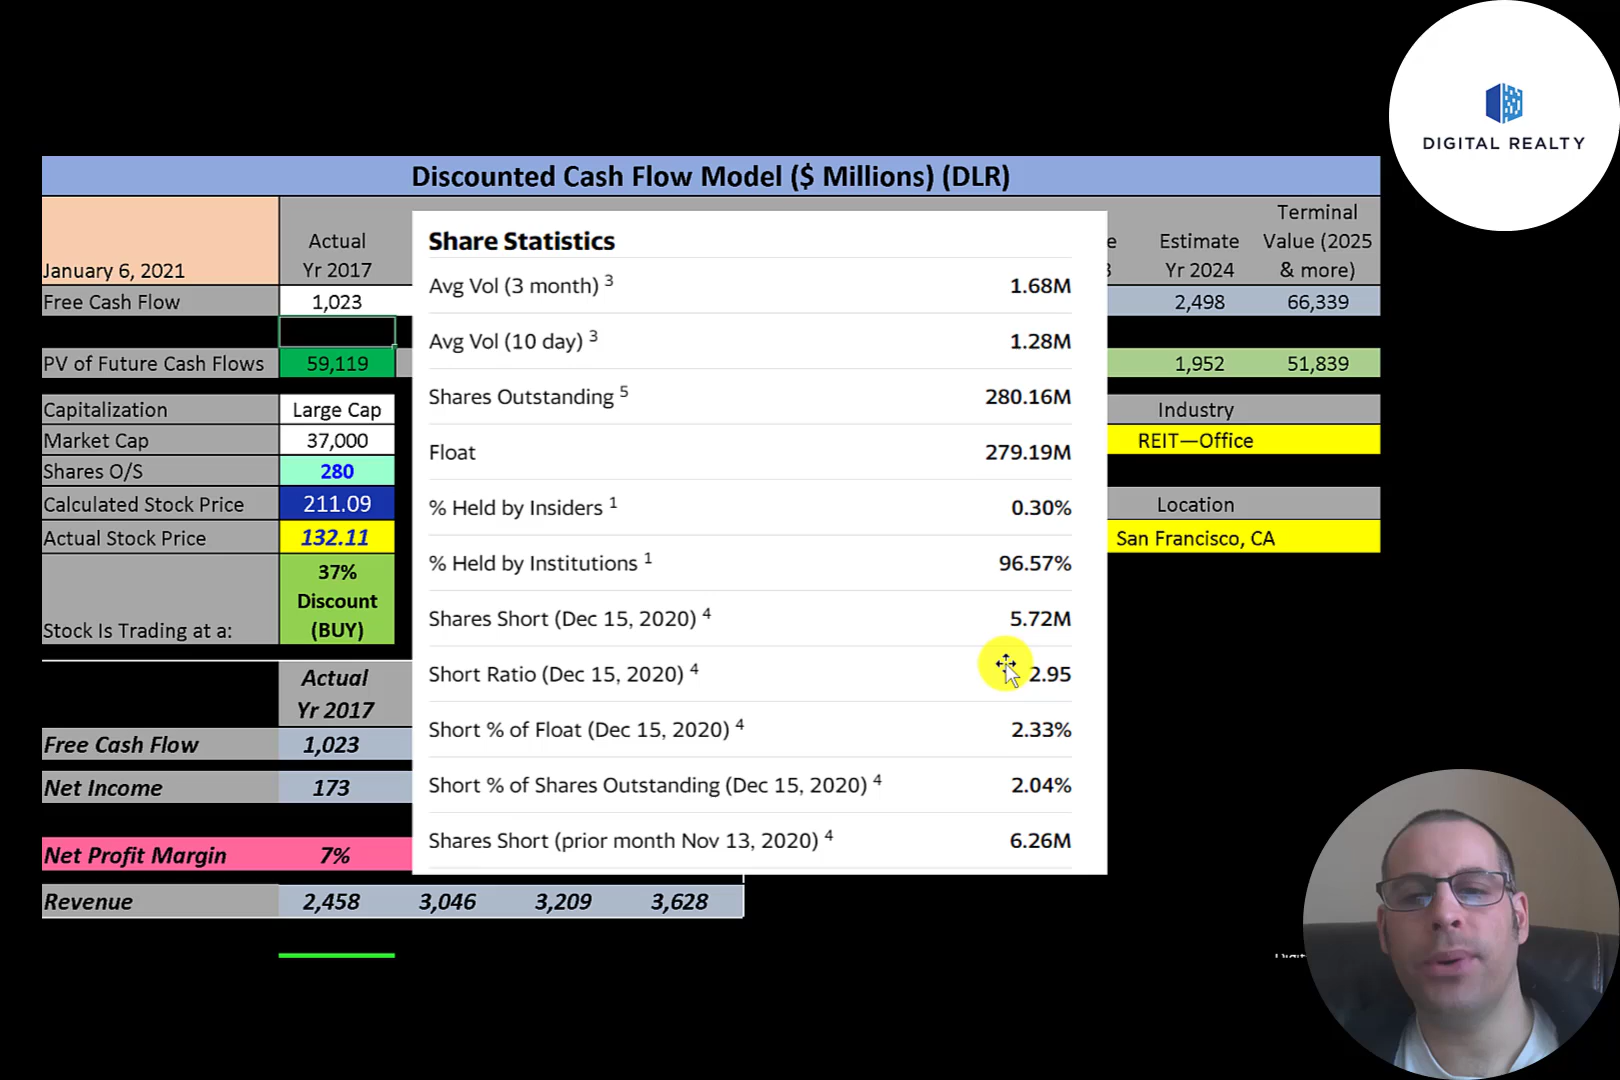 DIGITAL REALTY
Discounted Cash Flow Model ($ Millions) (DLR)
January 6, 2021
Actual
Yr 2017
Estimate
Yr 2024
Terminal
Value (2025
& more)
Free Cash Flow 1,023 2,498 66,339
PV of Future Cash Flows 59,119 1,952 51,839
Capitalization Large Cap Industry
Market Cap 37,000 REIT—Office
Shares O/S 280
Calculated Stock Price 211.09 Location
Actual Stock Price 132.11 San Francisco, CA
Stock Is Trading at a:
37%
Discount
(BUY)
Actual
Yr 2017
Free Cash Flow 1,023
Net Income 173
Net Profit Margin 7%
Revenue 2,458 3,046 3,209 3,628
Share Statistics
Avg Vol (3 month) 3 1.68M
Avg Vol (10 day) 3 1.28M
Shares Outstanding 5 280.16M
Float 279.19M
% Held by Insiders 1 0.30%
% Held by Institutions 1 96.57%
Shares Short (Dec 15, 2020) 4 5.72M
Short Ratio (Dec 15, 2020) 4 2.95
Short % of Float (Dec 15, 2020) 4 2.33%
Short % of Shares Outstanding (Dec 15, 2020) 4 2.04%
Shares Short (prior month Nov 13, 2020) 4 6.26M